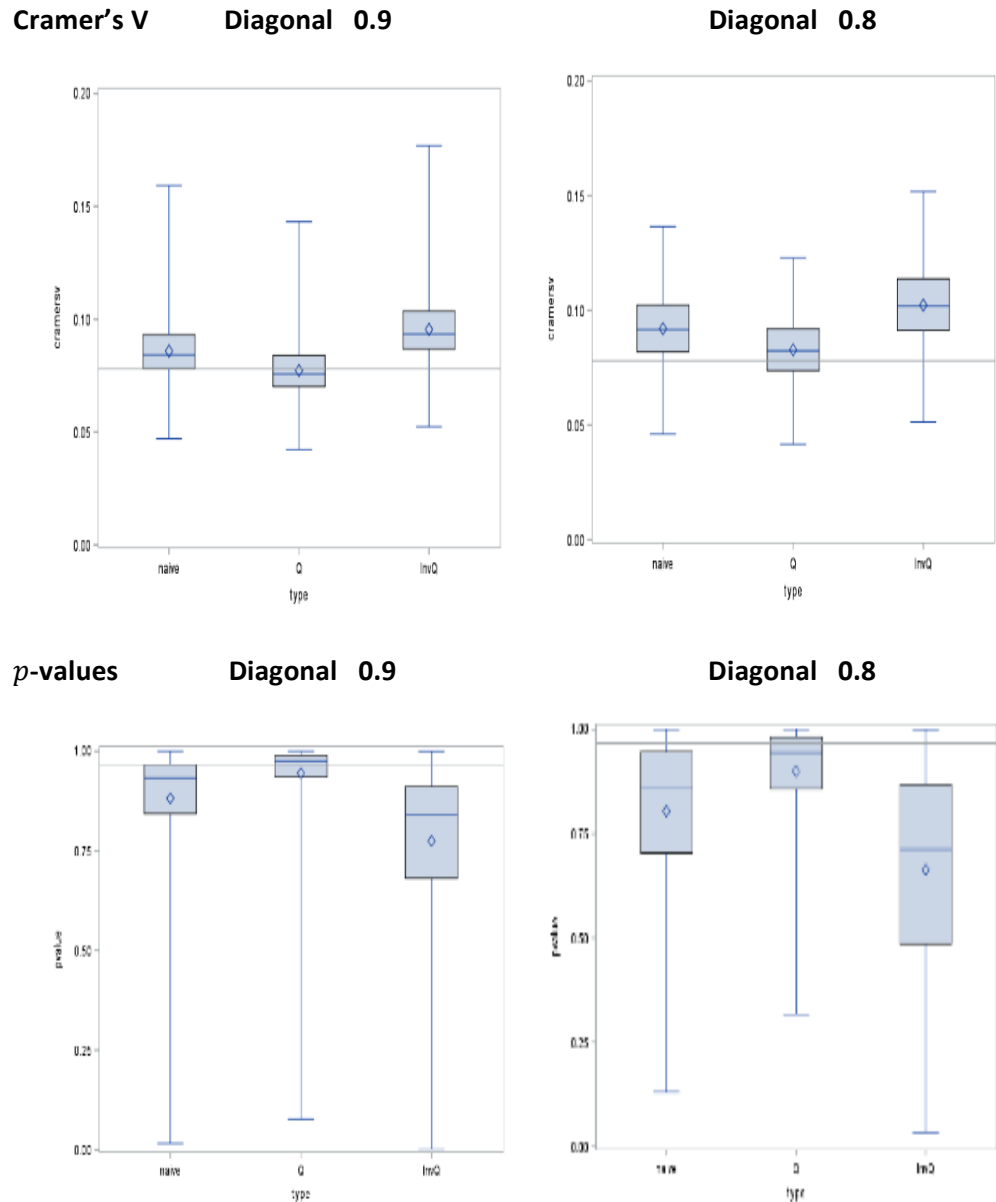 Cramer's V Diagonal 0.9 Diagonal 0.8
0.20
0.15
0.10
0.05
0.00
cramersv
naive Q InvQ
type
0.20
0.15
0.10
0.05
0.00
cramersv
naive Q InvQ
type
p-values Diagonal 0.9 Diagonal 0.8
1.00
0.75
0.50
0.25
0.00
pvalue
naive Q InvQ
type
1.00
0.75
0.50
0.25
0.00
pvalue
naive Q InvQ
type